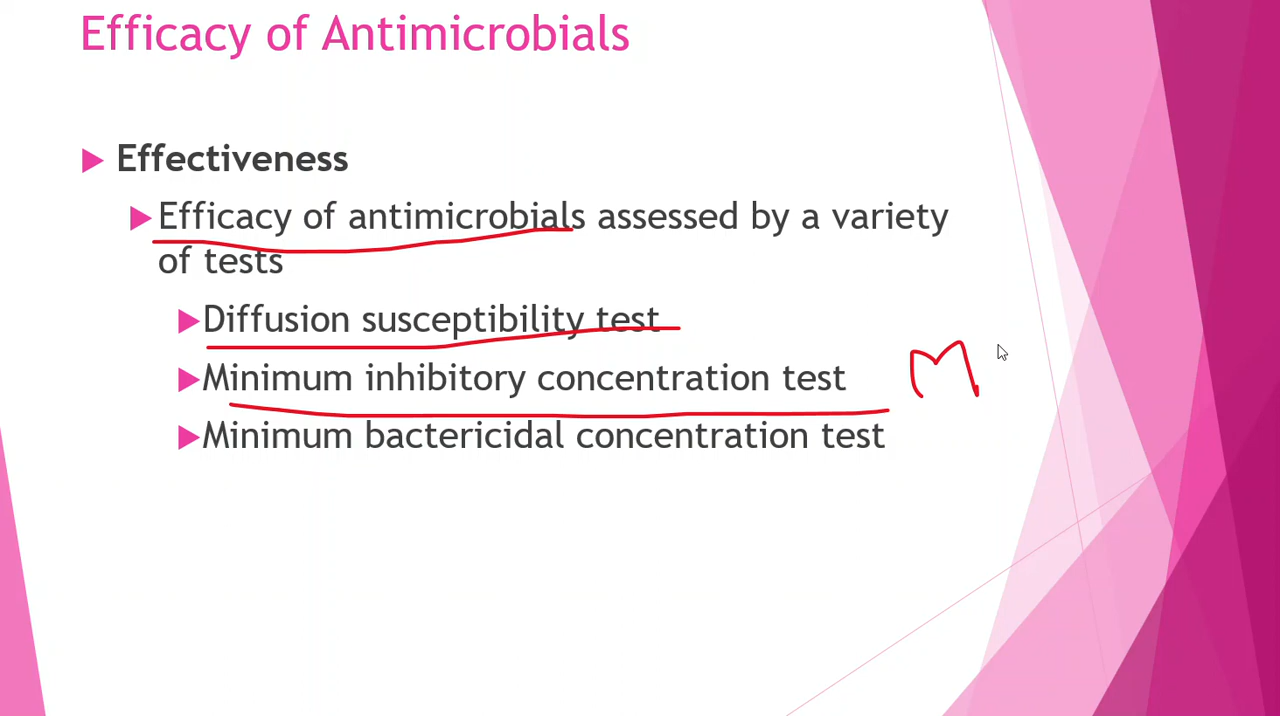 Efficacy of Antimicrobials
Effectiveness
Efficacy of antimicrobials assessed by a variety
of tests
Diffusion susceptibility test
Minimum inhibitory concentration test M
Minimum bactericidal concentration test